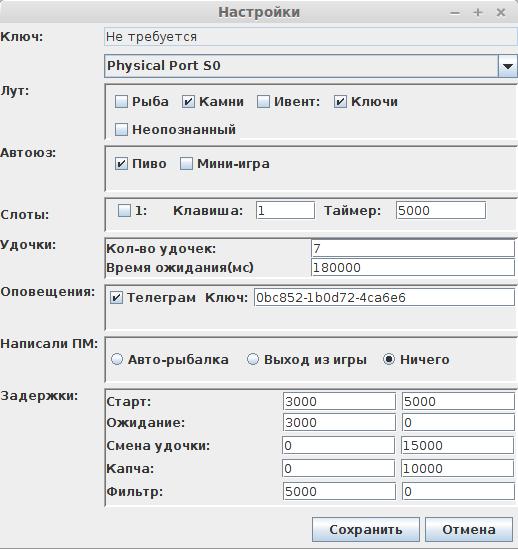 Настройки
Ключ: Не требуется
Physical Port S0
Лут: Рыба Камни Ивент: Ключи
Неопознанный
Автоюз: Пиво Мини-игра
Слоты: 1: Клавиша: 1 Таймер: 5000
Удочки: Кол-во удочек: 7
Время ожидания(мс) 180000
Оповещения: Телеграм Ключ: 0bc852-1b0d72-4ca6e6
Написали ПМ: Авто-рыбалка Выход из игры Ничего
Задержки: Старт: 3000 5000
Ожидание: 3000 0
Смена удочки: 0 15000
Капча: 0 10000
Фильтр: 5000 0
Сохранить Отмена